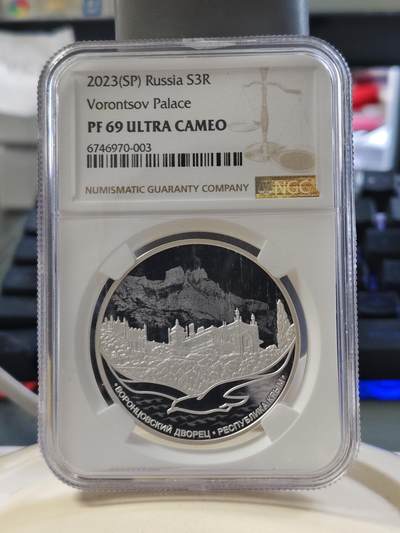 2023(SP) Russia S3R
Vorontsov Palace
PF 69 ULTRA CAMEO
6746970-003
NUMISMATIC GUARANTY COMPANY
NGC
• ВОРОНЦОВСКИЙ ДВОРЕЦ • РЕСПУБЛИКА КРЫМ